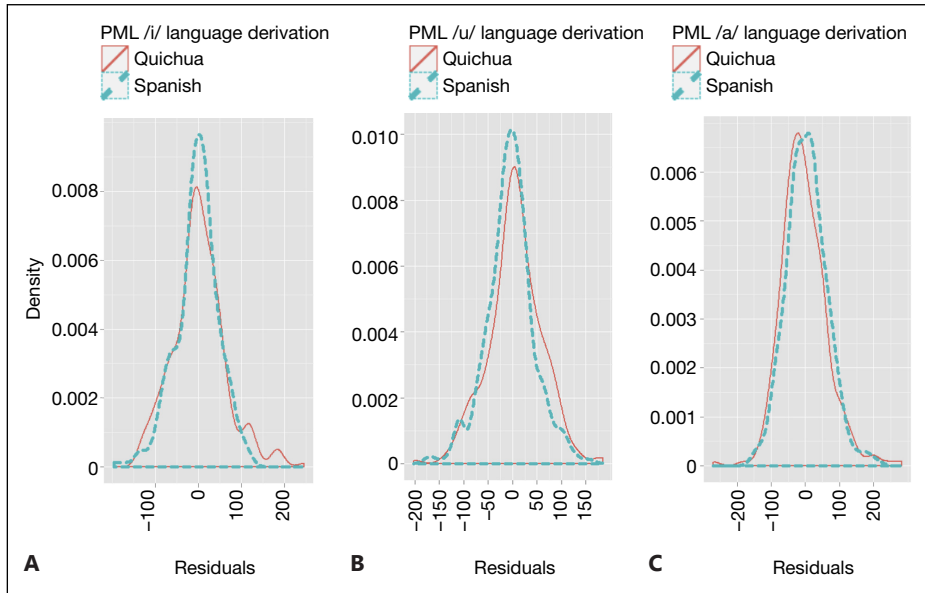 PML /i/ language derivation
Quichua
Spanish
PML /u/ language derivation
Quichua
Spanish
PML /a/ language derivation
Quichua
Spanish
Density
0.008
0.006
0.004
0.002
0
−100
0
100
200
A
Residuals
0.010
0.008
0.006
0.004
0.002
0
−200
−150
−100
−50
0
50
100
150
B
Residuals
0.006
0.005
0.004
0.003
0.002
0.001
0
−200
−100
0
100
200
C
Residuals